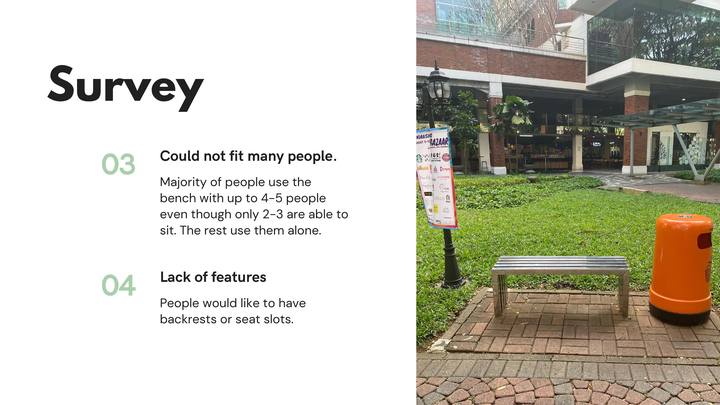 Survey
03
Could not fit many people.
Majority of people use the
bench with up to 4-5 people
even though only 2-3 are able to
sit. The rest use them alone.
04
Lack of features
People would like to have
backrests or seat slots.
BAZAAR